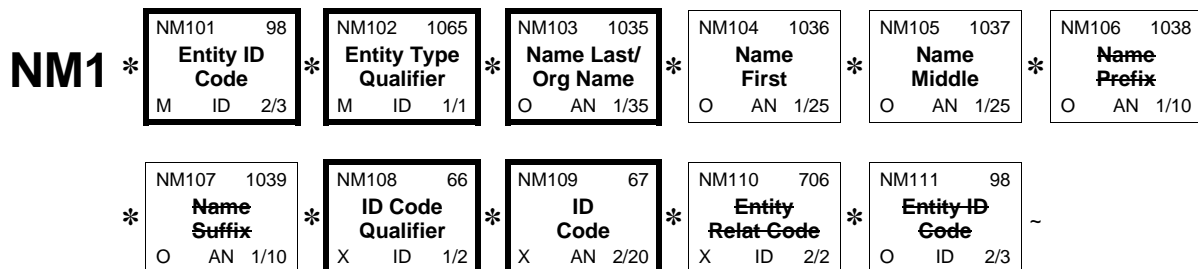 NM101 98 NM102 1065 NM103 1035 NM104 1036 NM105 1037 NM106 1038
NM1 * Entity ID * Entity Type * Name Last/ * Name * Name * Name
Code Qualifier Org Name First Middle Prefix
M ID 2/3 M ID 1/1 O AN 1/35 O AN 1/25 O AN 1/25 O AN 1/10
NM107 1039 NM108 66 NM109 67 NM110 706 NM111 98
* Name * ID Code * ID * Entity * Entity ID ~
Suffix Qualifier Code Relat Code Code
O AN 1/10 X ID 1/2 X AN 2/20 X ID 2/2 O ID 2/3